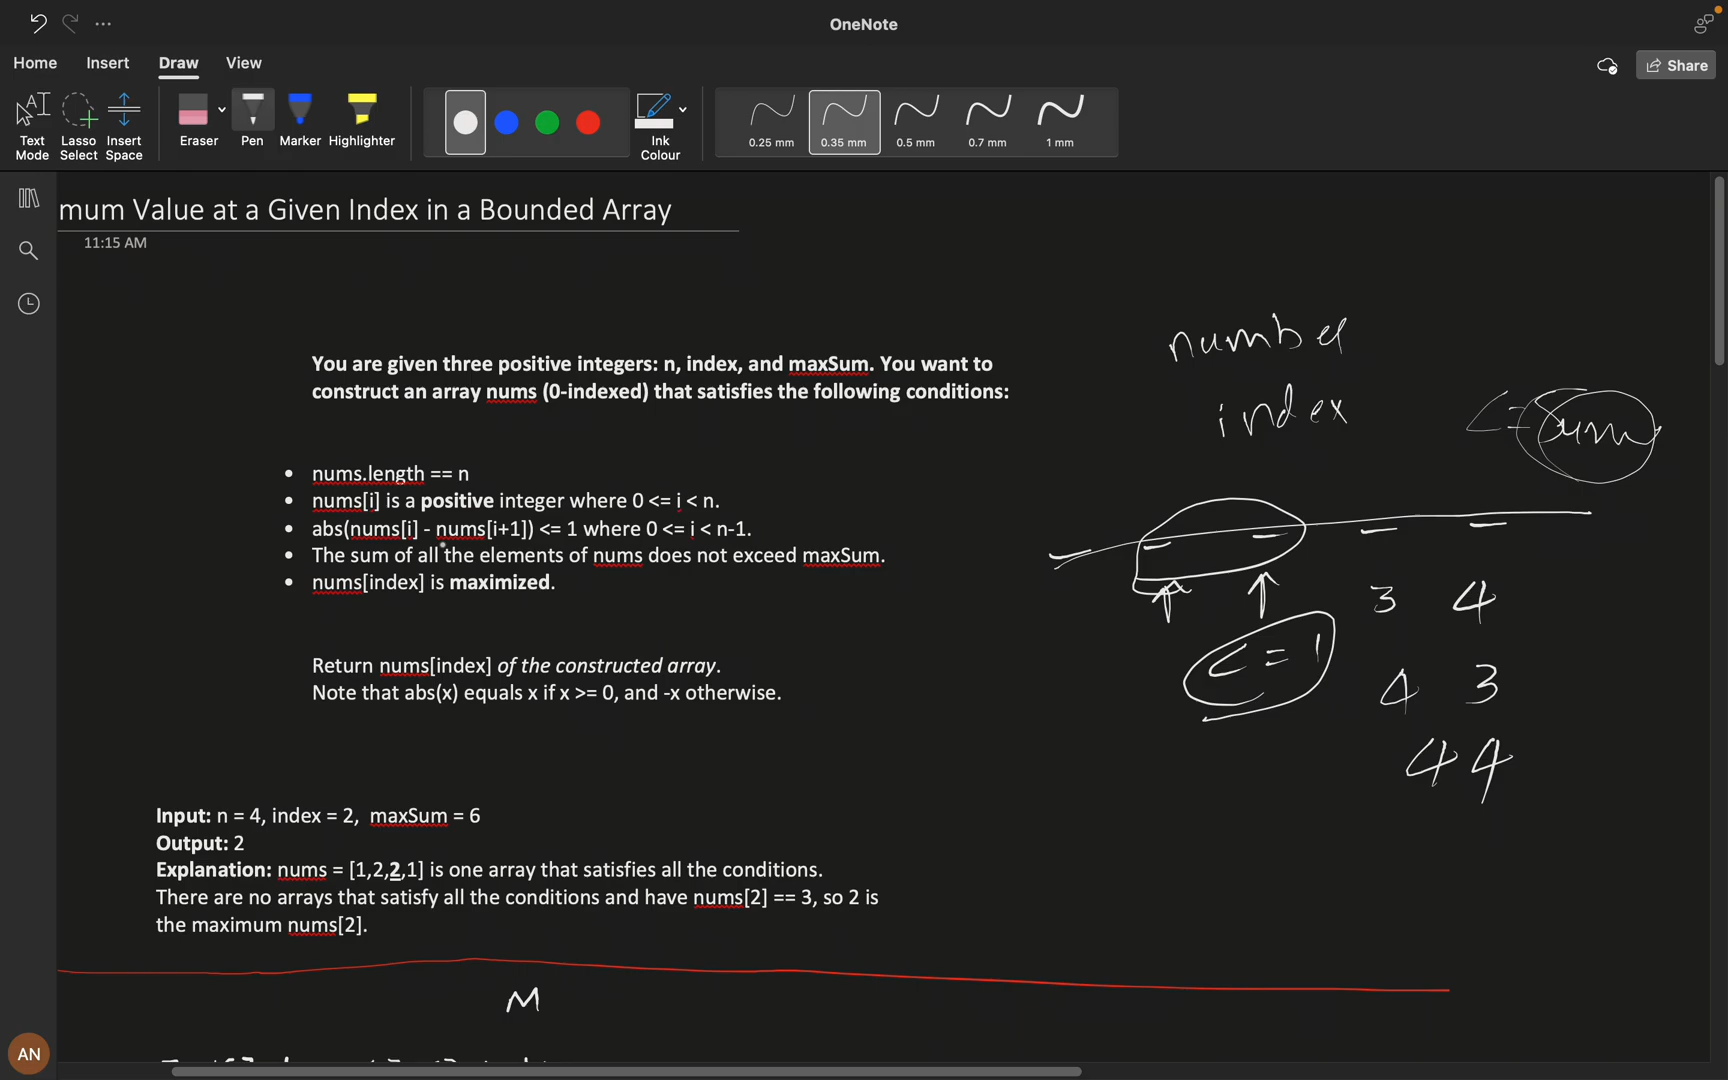 OneNote
Home Insert Draw View
Share
Text Mode
Lasso Select
Insert Space
Eraser
Pen
Marker
Highlighter
Ink Colour
0.25 mm
0.35 mm
0.5 mm
0.7 mm
1 mm
mum Value at a Given Index in a Bounded Array
11:15 AM
number
You are given three positive integers: n, index, and maxSum. You want to
construct an array nums (0-indexed) that satisfies the following conditions:
index
<= sum
• nums.length == n
• nums[i] is a positive integer where 0 <= i < n.
• abs(nums[i] - nums[i+1]) <= 1 where 0 <= i < n-1.
• The sum of all the elements of nums does not exceed maxSum.
• nums[index] is maximized.
3 4
<= 1
4 3
4 4
Return nums[index] of the constructed array.
Note that abs(x) equals x if x >= 0, and -x otherwise.
Input: n = 4, index = 2, maxSum = 6
Output: 2
Explanation: nums = [1,2,2,1] is one array that satisfies all the conditions.
There are no arrays that satisfy all the conditions and have nums[2] == 3, so 2 is
the maximum nums[2].
M
AN